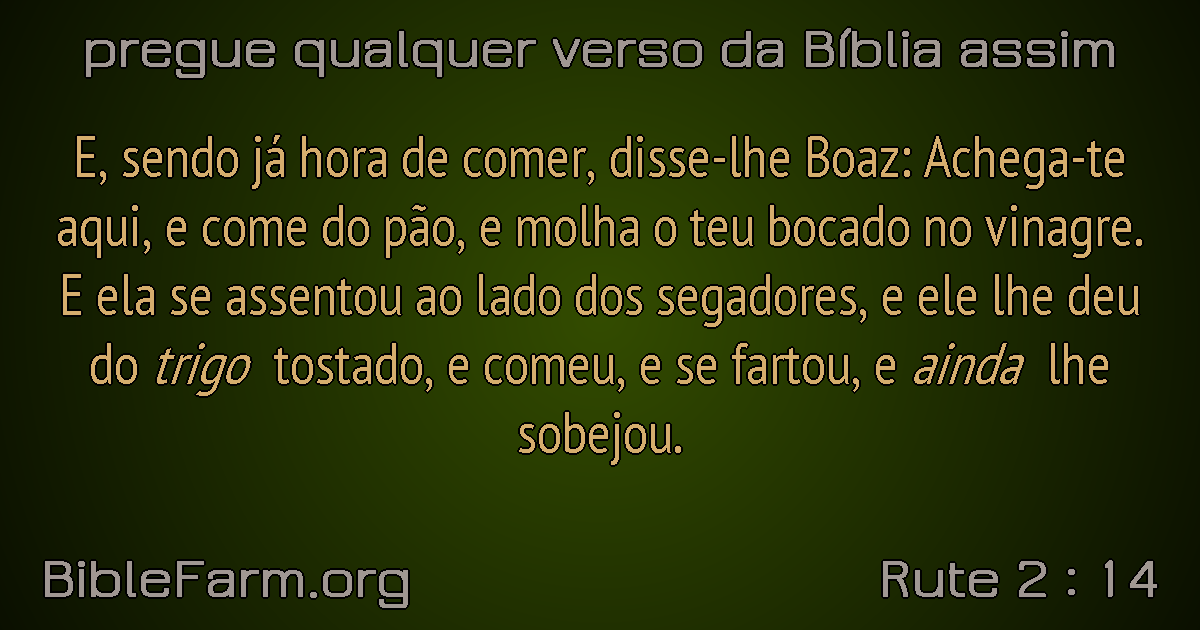 pregue qualquer verso da Bíblia assim
E, sendo já hora de comer, disse-lhe Boaz: Achega-te
aqui, e come do pão, e molha o teu bocado no vinagre.
E ela se assentou ao lado dos segadores, e ele lhe deu
do trigo tostado, e comeu, e se fartou, e ainda lhe
sobejou.
BibleFarm.org
Rute 2 : 14